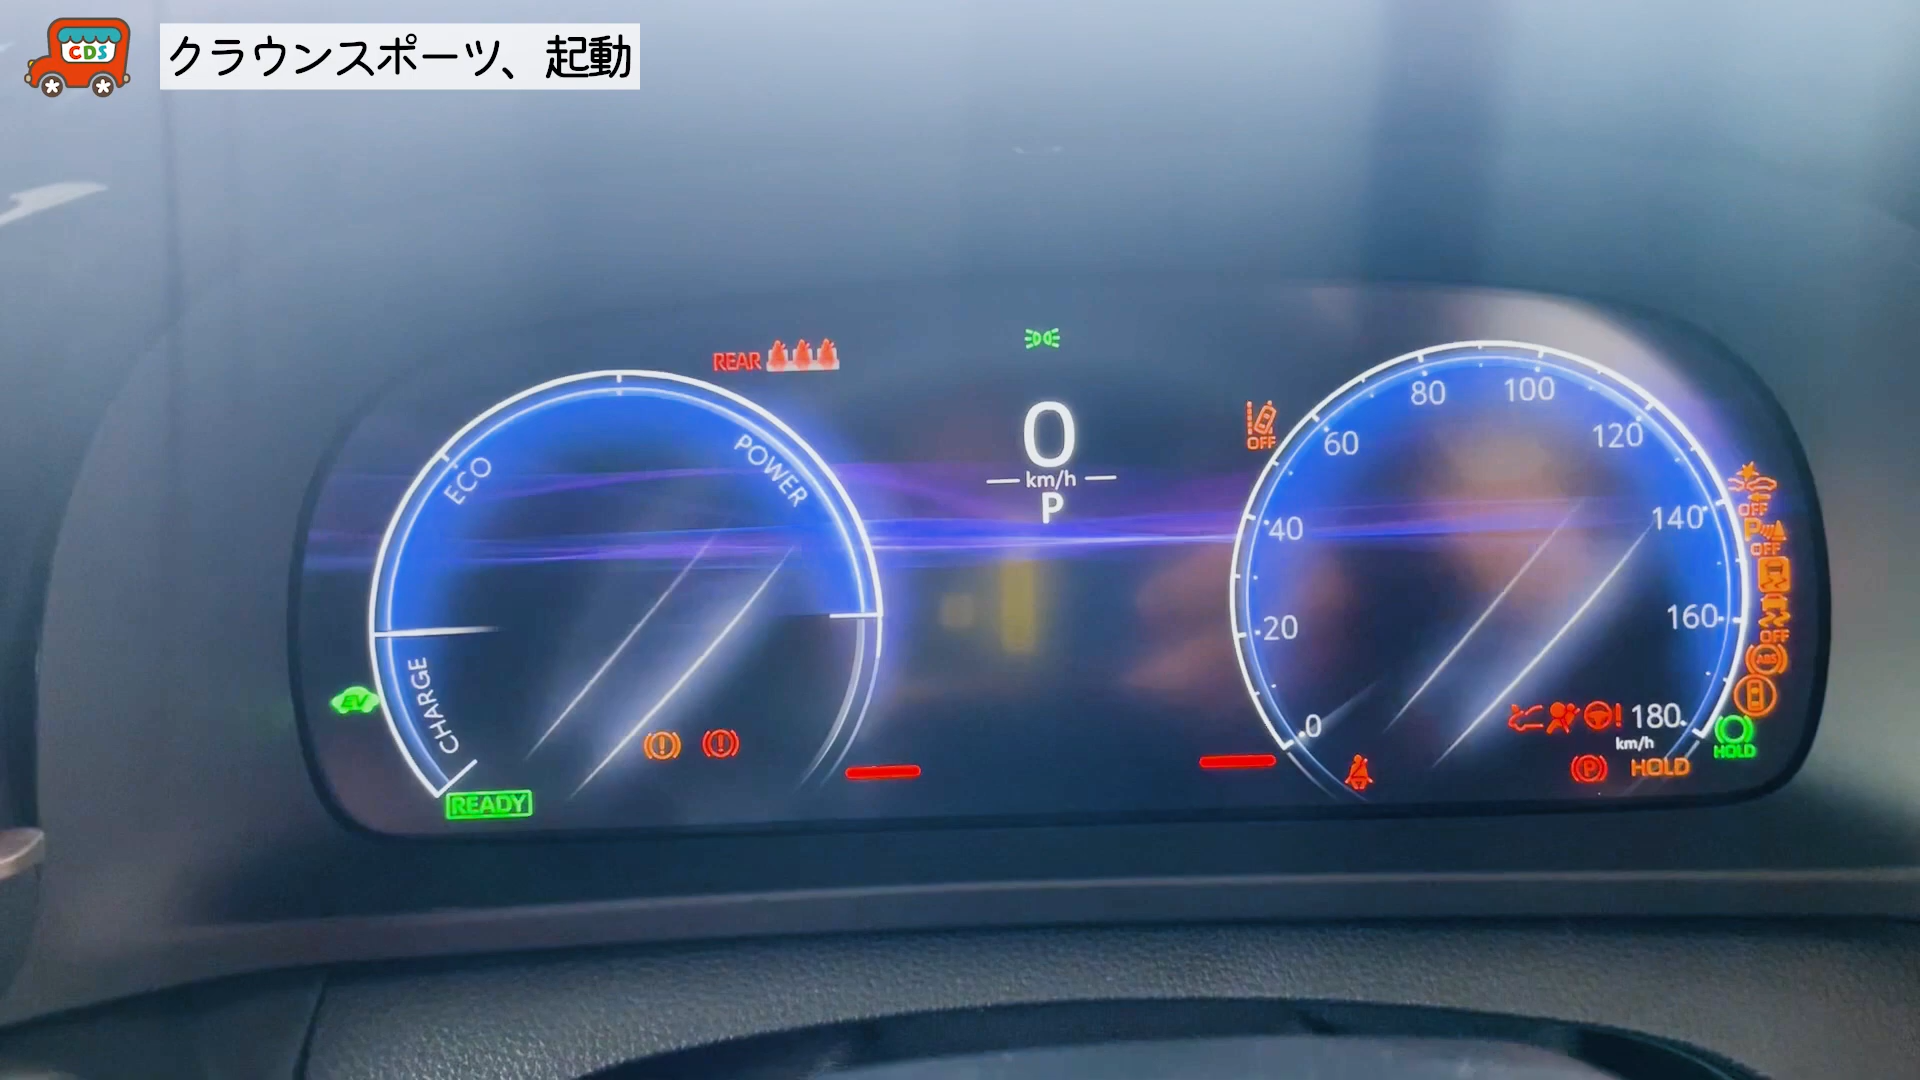 CDS
クラウンスポーツ、起動
REAR
0
km/h
P
ECO
POWER
CHARGE
EV
READY
OFF
0
20
40
60
80
100
120
140
160
180
km/h
OFF
P
OFF
OFF
ABS
HOLD
P
HOLD